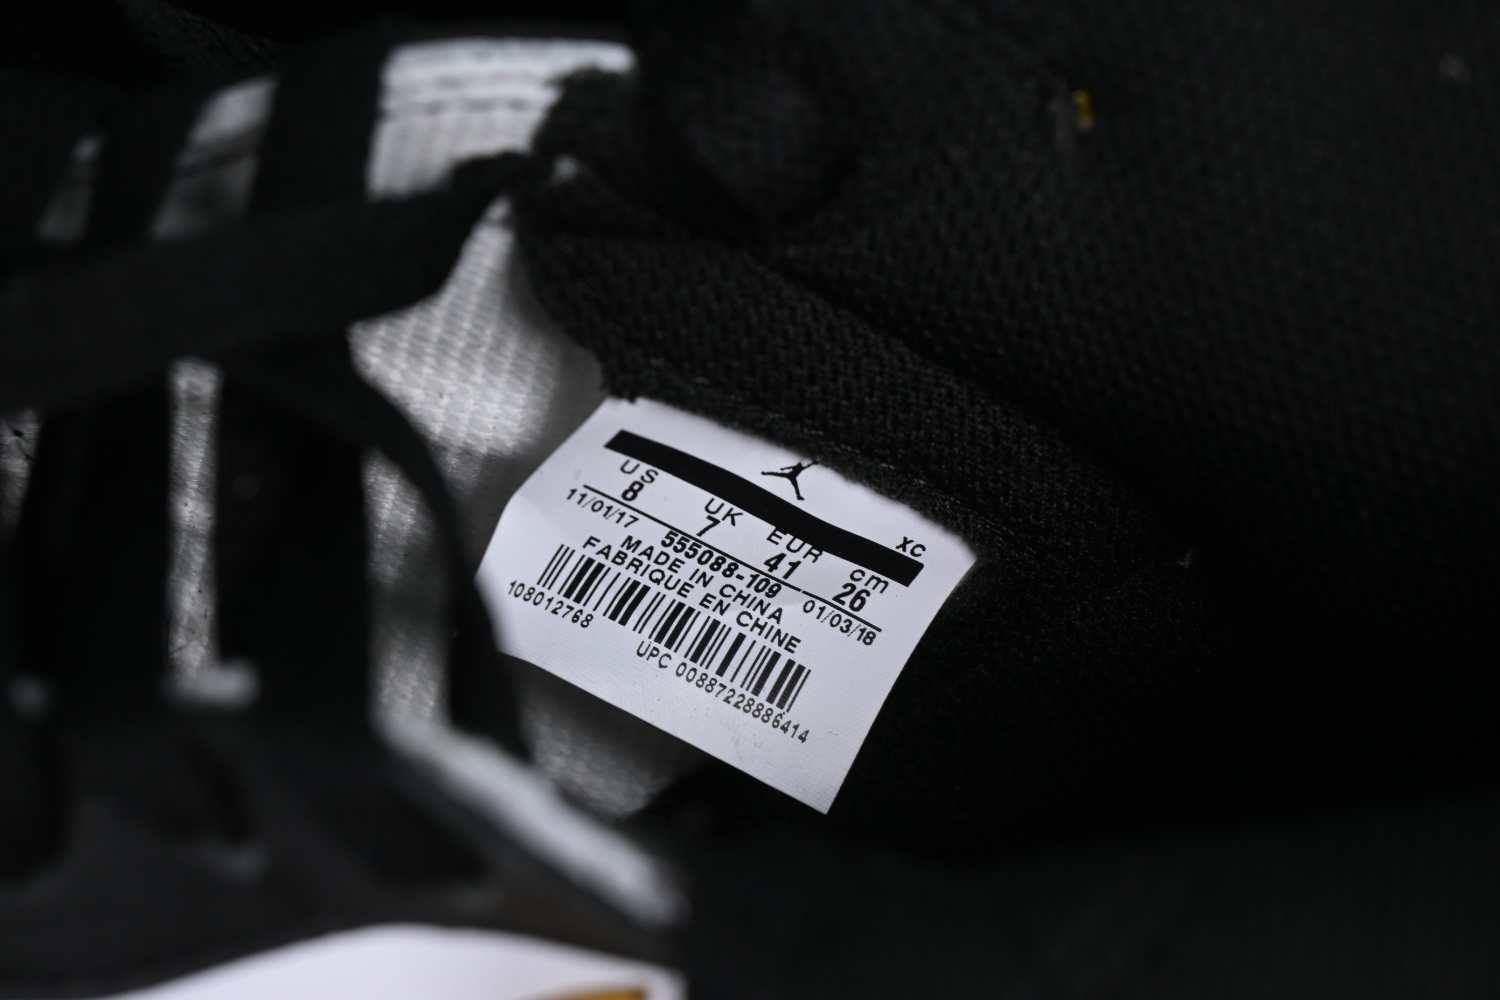 XC
US UK EUR cm
8 7 41 26
11/01/17 555088-109 01/03/18
MADE IN CHINA
FABRIQUE EN CHINE
108012768
UPC 00887228886414